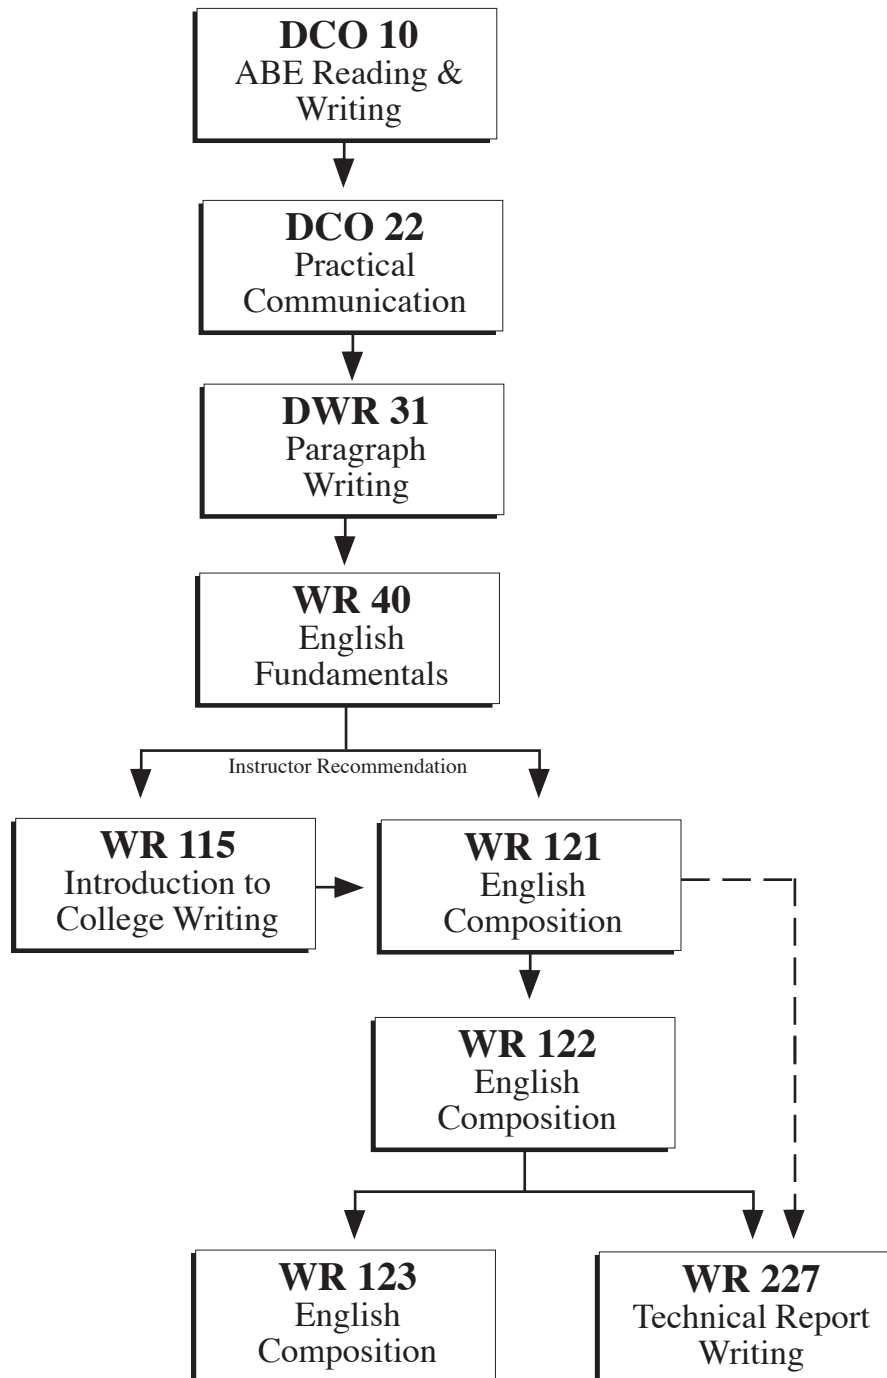 DCO 10
ABE Reading &
Writing
DCO 22
Practical
Communication
DWR 31
Paragraph
Writing
WR 40
English
Fundamentals
Instructor Recommendation
WR 115
Introduction to
College Writing
WR 121
English
Composition
WR 122
English
Composition
WR 123
English
Composition
WR 227
Technical Report
Writing